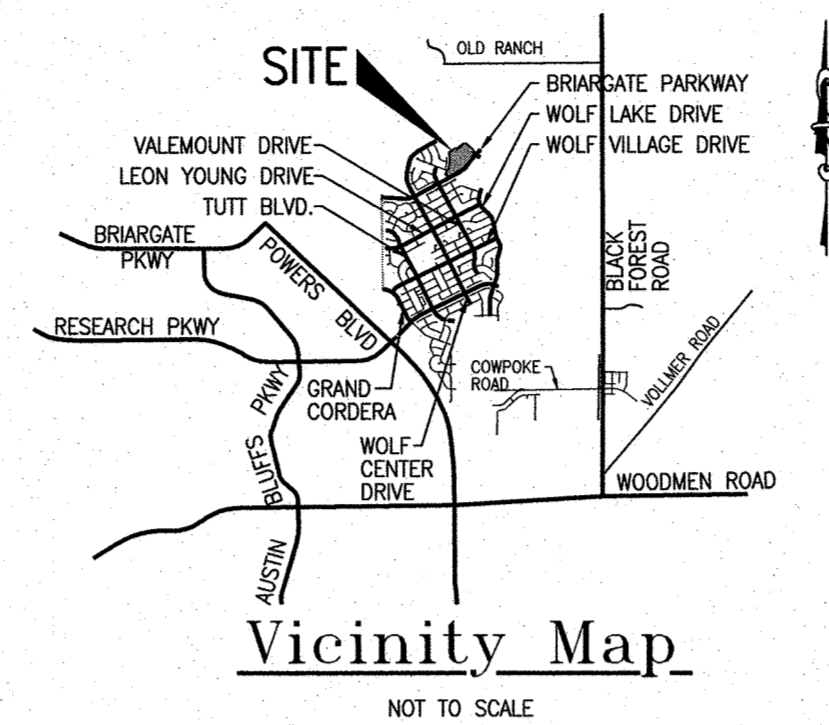 OLD RANCH
SITE
BRIARGATE PARKWAY
WOLF LAKE DRIVE
VALEMOUNT DRIVE
WOLF VILLAGE DRIVE
LEON YOUNG DRIVE
TUTT BLVD.
BRIARGATE
PKWY
POWERS
BLVD
BLACK
FOREST
ROAD
RESEARCH PKWY
VOLLMER ROAD
COWPOKE
ROAD
GRAND
CORDERA
WOLF
CENTER
DRIVE
AUSTIN
BLUFFS
PKWY
WOODMEN ROAD
Vicinity Map
NOT TO SCALE